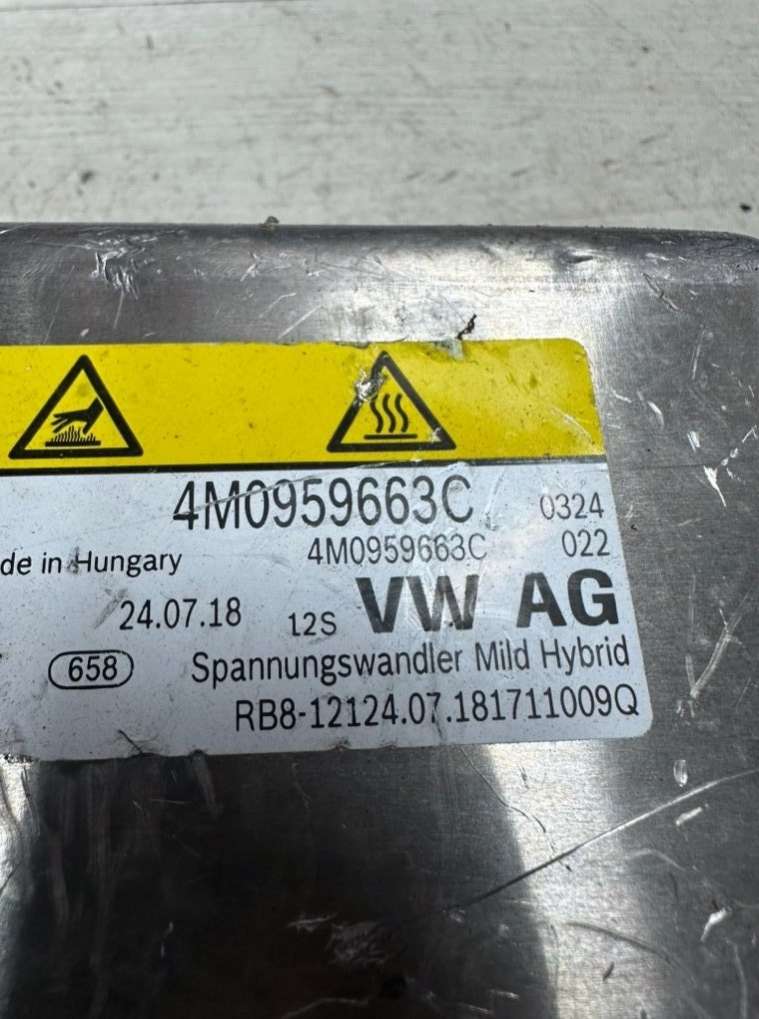 4M0959663C 0324
de in Hungary 4M0959663C 022
24.07.18 12S VW AG
658 Spannungswandler Mild Hybrid
RB8-12124.07.181711009Q